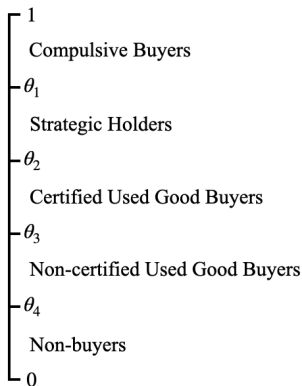 1
Compulsive Buyers
θ1
Strategic Holders
θ2
Certified Used Good Buyers
θ3
Non-certified Used Good Buyers
θ4
Non-buyers
0